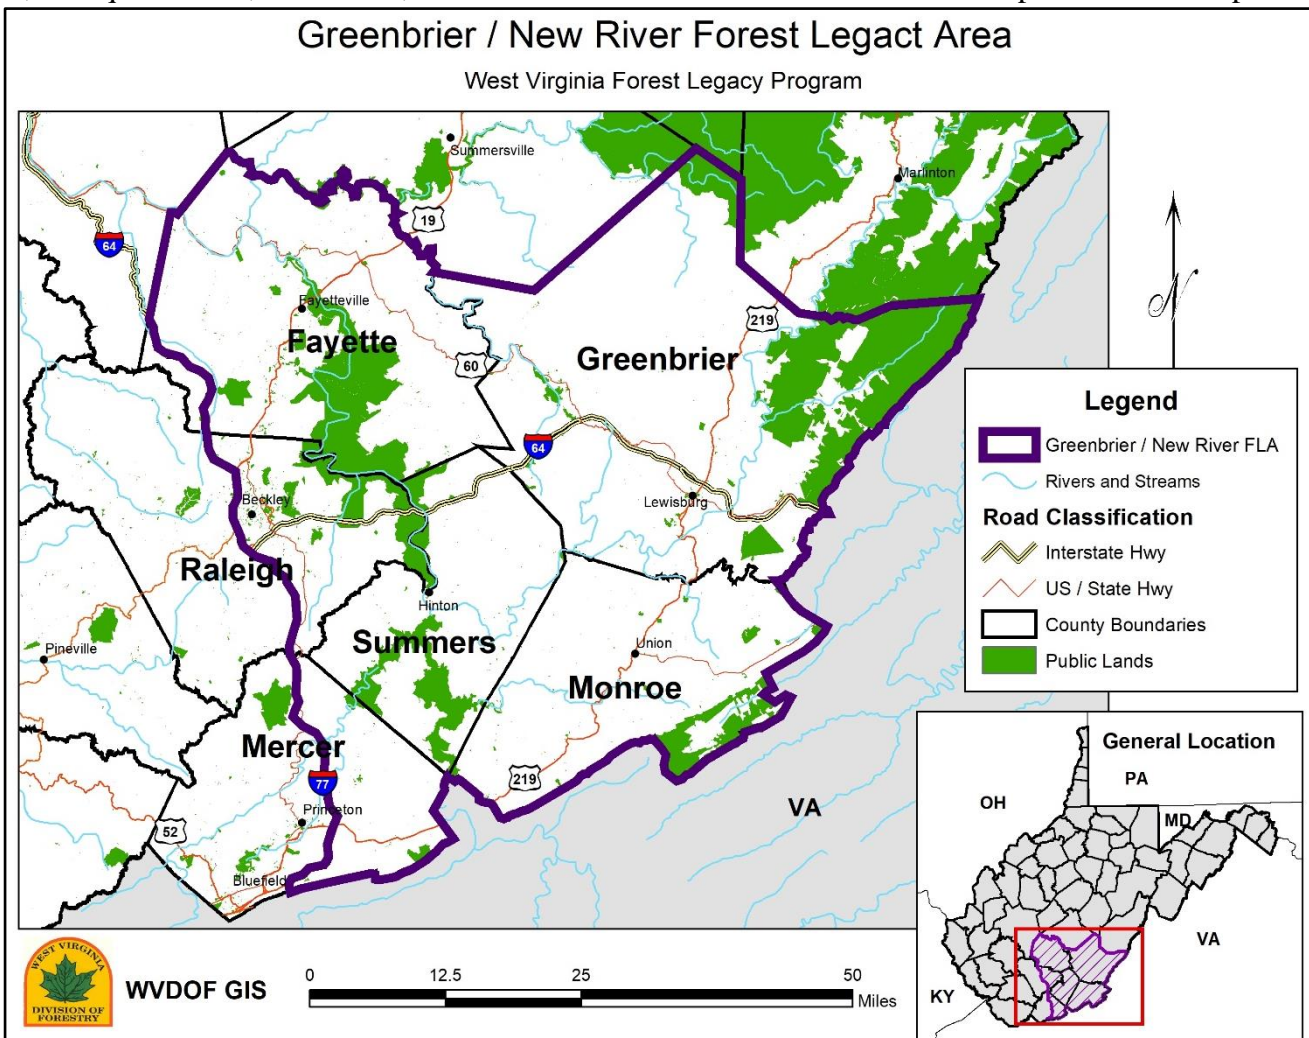 Greenbrier / New River Forest Legact Area
West Virginia Forest Legacy Program
Summersville
Marlinton
19
64
Fayetteville
219
Fayette
Greenbrier
60
64
Beckley
Lewisburg
Raleigh
Hinton
Summers
Union
Pineville
Monroe
Mercer
77
219
Princeton
VA
52
Bluefield
Legend
Greenbrier / New River FLA
Rivers and Streams
Road Classification
Interstate Hwy
US / State Hwy
County Boundaries
Public Lands
N
General Location
PA
OH
MD
VA
KY
WEST VIRGINIA
DIVISION OF
FORESTRY
WVDOF GIS
0 12.5 25 50
Miles